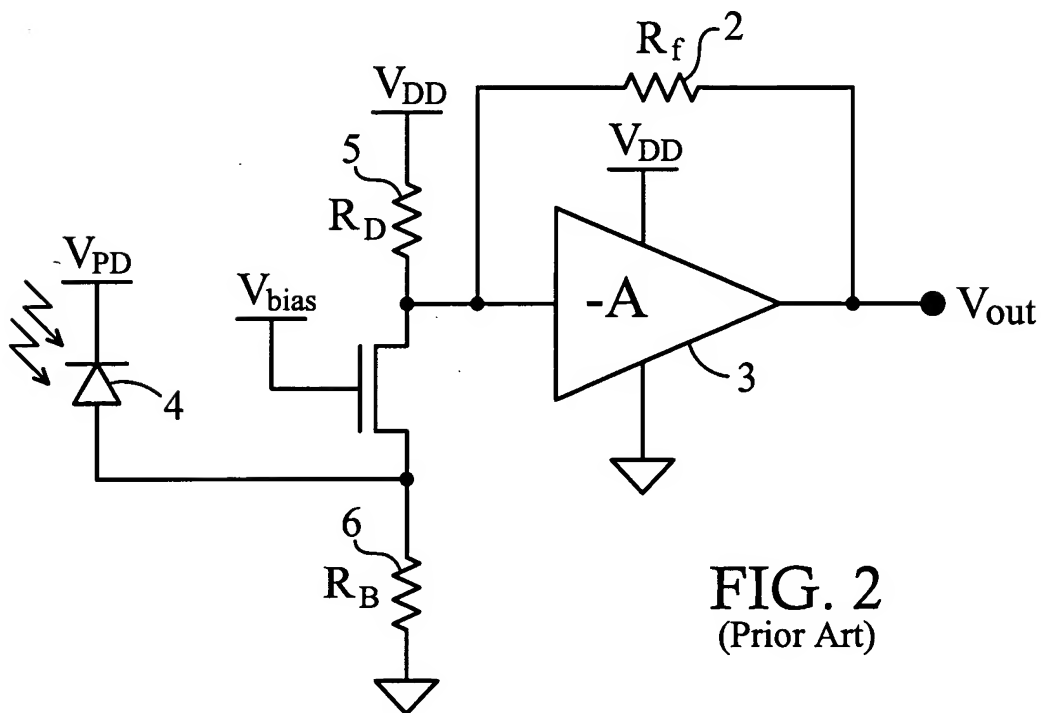 R_f 2
V_DD
5
V_DD
R_D
V_PD
V_bias
-A
V_out
3
4
6
R_B
FIG. 2
(Prior Art)